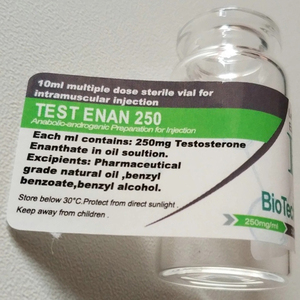 10ml multiple dose sterile vial for
intramuscular injection
TEST ENAN 250
Anabolic-androgenic Preparation for Injection
Each ml contains: 250mg Testosterone
Enanthate in oil soultion.
Excipients: Pharmaceutical
grade natural oil ,benzyl
benzoate,benzyl alcohol.
Store below 30°C.Protect from direct sunlight .
Keep away from children .
BioTec
250mg/ml